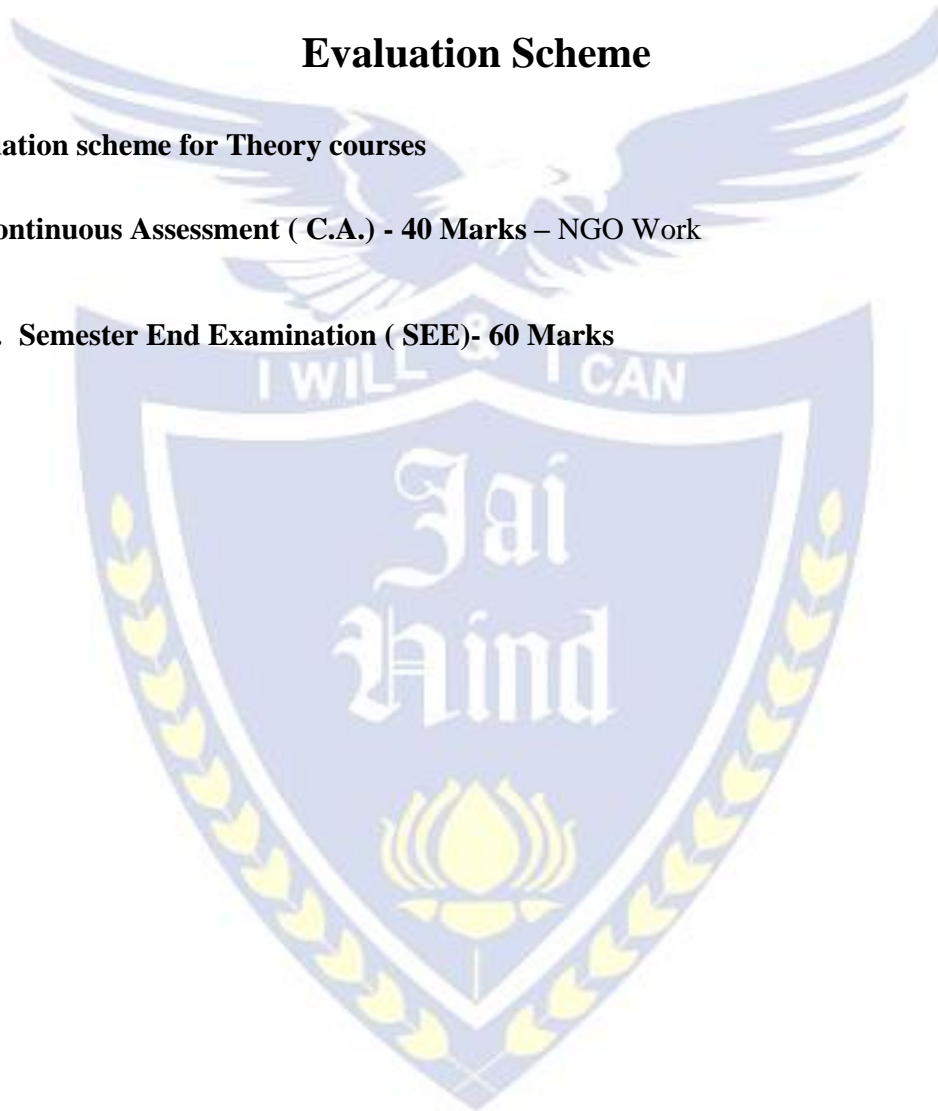 Evaluation Scheme
ation scheme for Theory courses
ontinuous Assessment ( C.A.) - 40 Marks – NGO Work
. Semester End Examination ( SEE)- 60 Marks
I WILL & I CAN
Jai
Hind